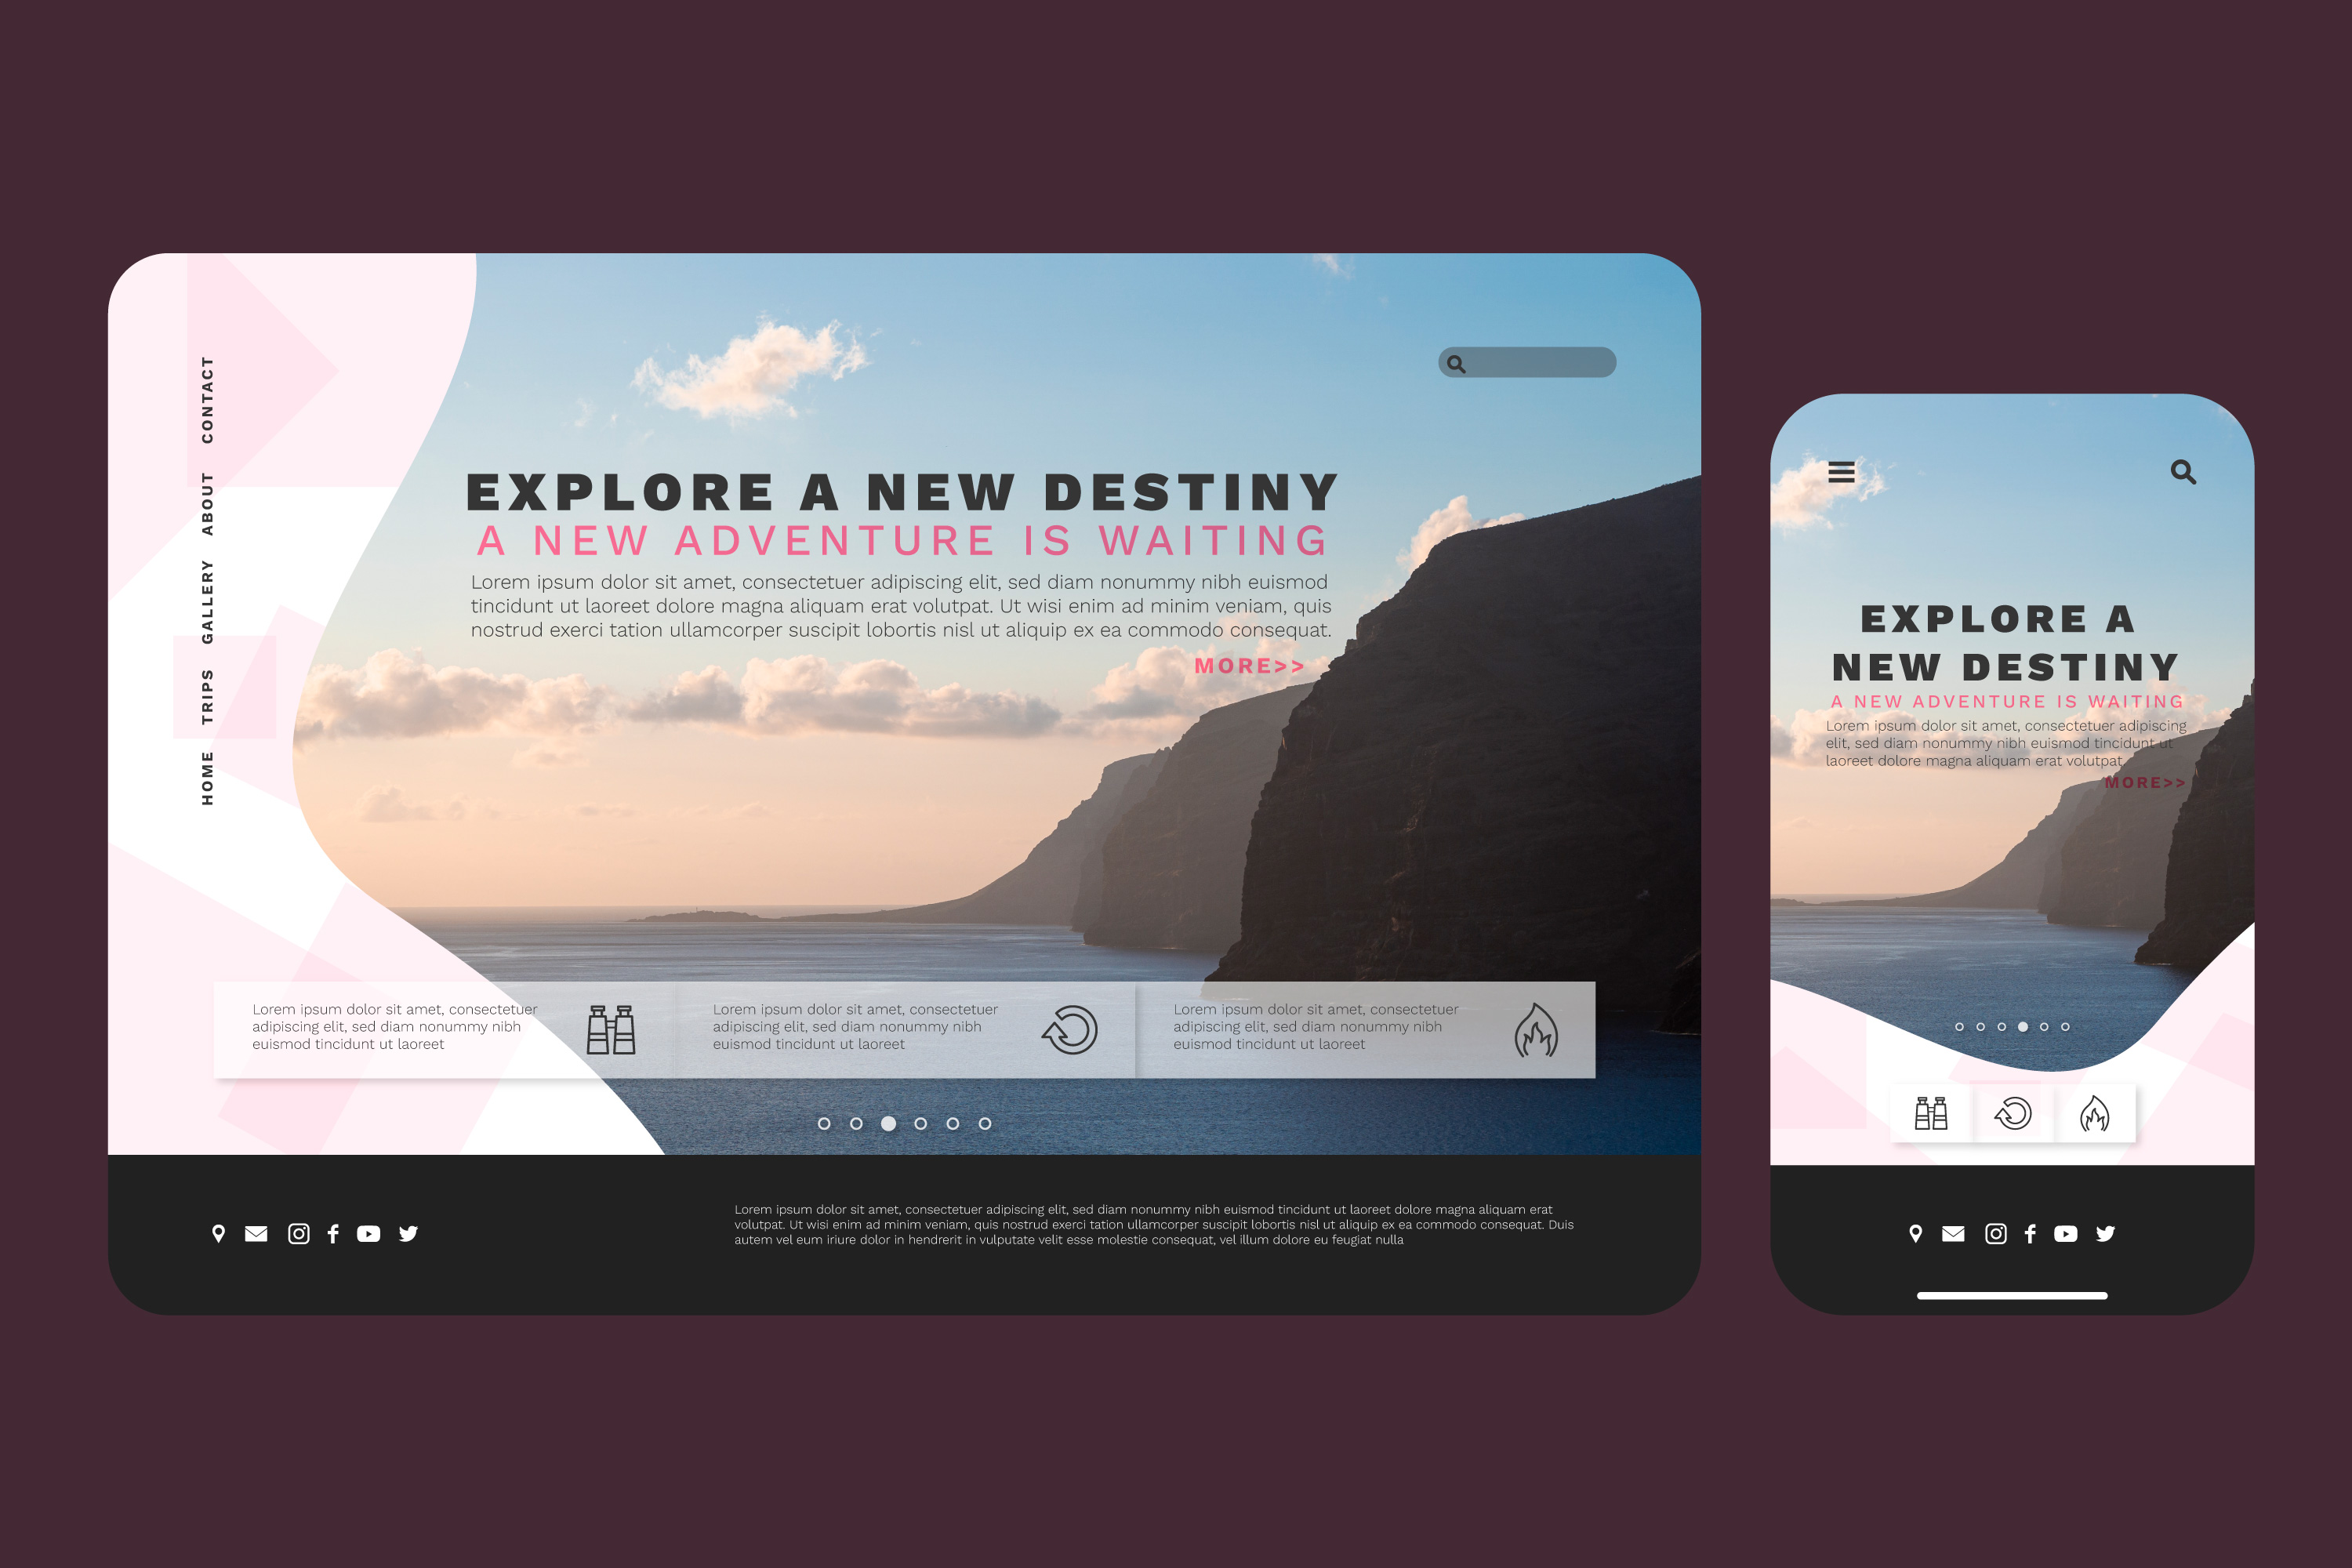 CONTACT
ABOUT
GALLERY
TRIPS
HOME
EXPLORE A NEW DESTINY
A NEW ADVENTURE IS WAITING
Lorem ipsum dolor sit amet, consectetuer adipiscing elit, sed diam nonummy nibh euismod
tincidunt ut laoreet dolore magna aliquam erat volutpat. Ut wisi enim ad minim veniam, quis
nostrud exerci tation ullamcorper suscipit lobortis nisl ut aliquip ex ea commodo consequat.
MORE>>
Lorem ipsum dolor sit amet, consectetuer
adipiscing elit, sed diam nonummy nibh
euismod tincidunt ut laoreet
Lorem ipsum dolor sit amet, consectetuer
adipiscing elit, sed diam nonummy nibh
euismod tincidunt ut laoreet
Lorem ipsum dolor sit amet, consectetuer
adipiscing elit, sed diam nonummy nibh
euismod tincidunt ut laoreet
Lorem ipsum dolor sit amet, consectetuer adipiscing elit, sed diam nonummy nibh euismod tincidunt ut laoreet dolore magna aliquam erat
volutpat. Ut wisi enim ad minim veniam, quis nostrud exerci tation ullamcorper suscipit lobortis nisl ut aliquip ex ea commodo consequat. Duis
autem vel eum iriure dolor in hendrerit in vulputate velit esse molestie consequat, vel illum dolore eu feugiat nulla
EXPLORE A
NEW DESTINY
A NEW ADVENTURE IS WAITING
Lorem ipsum dolor sit amet, consectetuer adipiscing
elit, sed diam nonummy nibh euismod tincidunt ut
laoreet dolore magna aliquam erat volutpat.
MORE>>